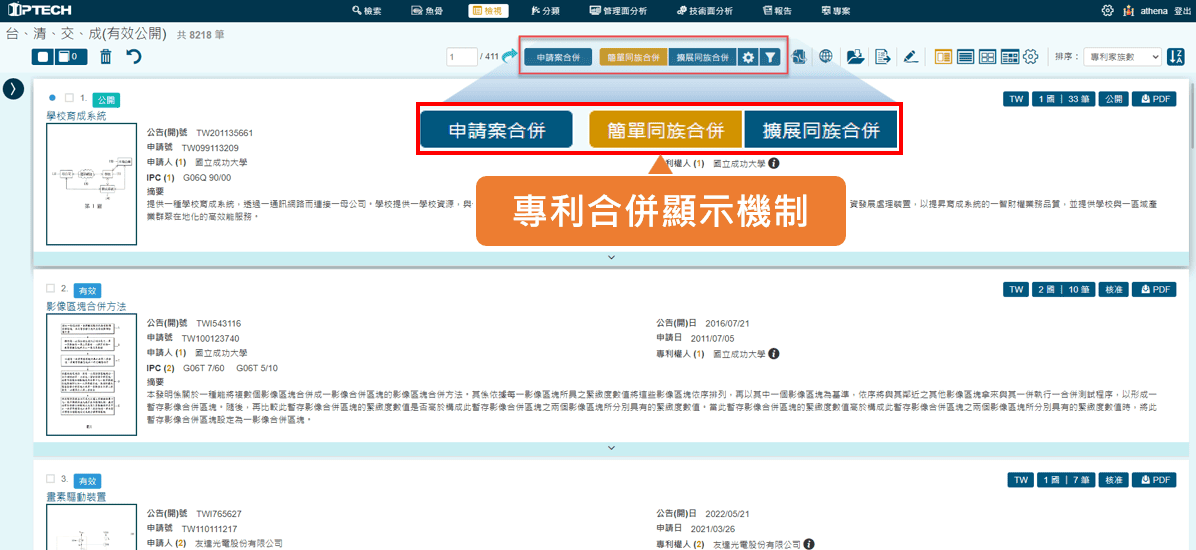 IPTECH
檢索
魚骨
檢視
分類
管理面分析
技術面分析
報告
專案
athena 登出
台、清、交、成(有效公開) 共 8218 筆
0
1 / 411
申請案合併
簡單同族合併
擴展同族合併
排序：
專利家族數
申請案合併
簡單同族合併
擴展同族合併
專利合併顯示機制
1. 公開
TW
1 國 | 33 筆
公開
PDF
學校育成系統
公告(開)號 TW201135661
申請號 TW099113209
申請人 (1) 國立成功大學
利權人 (1) 國立成功大學
IPC (1) G06Q 90/00
摘要
提供一種學校育成系統，透過一通訊網路而連接一母公司。學校提供一學校資源，與
資發展處理裝置，以提昇育成系統的一智財權業務品質，並提供學校與一區域產
業群聚在地化的高效能服務。
第 1 圖
2. 有效
TW
2 國 | 10 筆
核准
PDF
影像區塊合併方法
公告(開)號 TWI543116
公告(開)日 2016/07/21
申請號 TW100123740
申請日 2011/07/05
申請人 (1) 國立成功大學
專利權人 (1) 國立成功大學
IPC (2) G06T 7/60 G06T 5/10
摘要
本發明係關於一種能將複數個影像區塊合併成一影像合併區塊的影像區塊合併方法，其係依據每一影像區塊所具之緊緻度數值將這些影像區塊依序排列，再以其中一個影像區塊為基準，依序將與其鄰近之其他影像區塊拿來與其一併執行一合併測試程序，以形成一
暫存影像合併區塊。隨後，再比較此暫存影像合併區塊的緊緻度數值是否高於構成此暫存影像合併區塊之兩個影像區塊所分別具有的緊緻度數值。當此暫存影像合併區塊的緊緻度數值高於構成此暫存影像合併區塊之兩個影像區塊所分別具有的緊緻度數值時，將此
暫存影像合併區塊設定為一影像合併區塊。
3. 有效
TW
1 國 | 7 筆
核准
PDF
畫素驅動裝置
公告(開)號 TWI765627
公告(開)日 2022/05/21
申請號 TW110111217
申請日 2021/03/26
申請人 (2) 友達光電股份有限公司
專利權人 (2) 友達光電股份有限公司